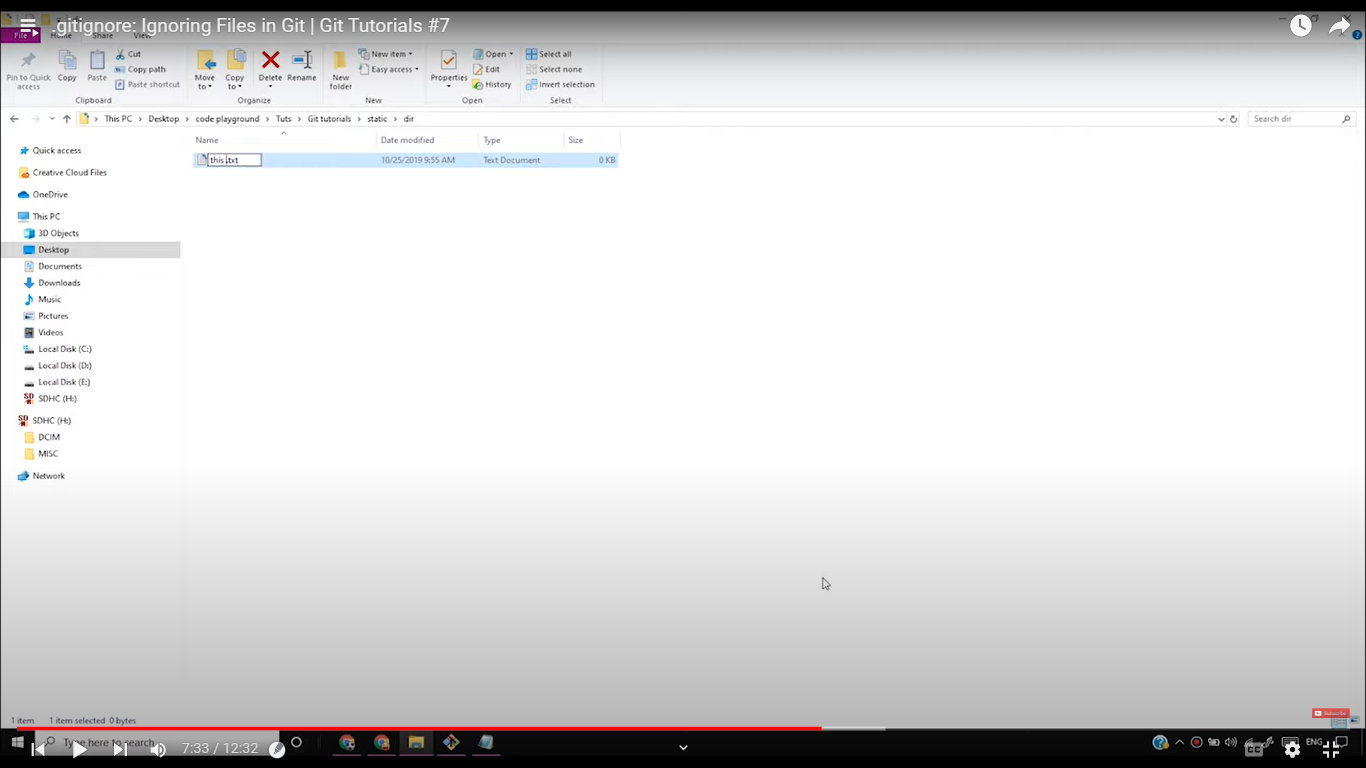 .gitignore: Ignoring Files in Git | Git Tutorials #7
File Home Share View
Pin to Quick access
Copy
Paste
Cut
Copy path
Paste shortcut
Clipboard
Move to
Copy to
Delete
Rename
Organize
New folder
New item
Easy access
New
Properties
Open
Edit
History
Open
Select all
Select none
Invert selection
Select
This PC > Desktop > code playground > Tuts > Git tutorials > static > dir
Search dir
Name Date modified Type Size
this .txt 10/25/2019 9:55 AM Text Document 0 KB
Quick access
Creative Cloud Files
OneDrive
This PC
3D Objects
Desktop
Documents
Downloads
Music
Pictures
Videos
Local Disk (C:)
Local Disk (D:)
Local Disk (E:)
SDHC (H:)
SDHC (H:)
DCIM
MISC
Network
1 item 1 item selected 0 bytes
Subscribe
Type here to search
7:33 / 12:32
CC
ENG